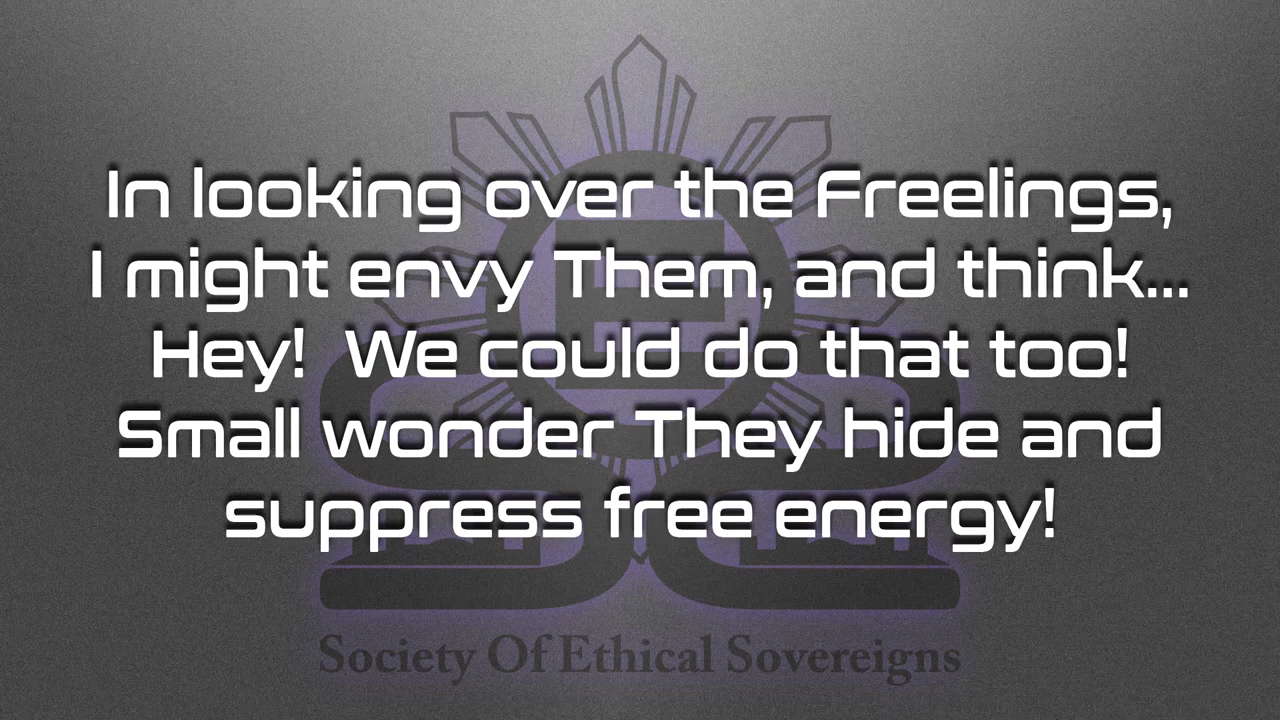 In looking over the Freelings,
I might envy Them, and think...
Hey!  We could do that too!
Small wonder They hide and
suppress free energy!
Society Of Ethical Sovereigns